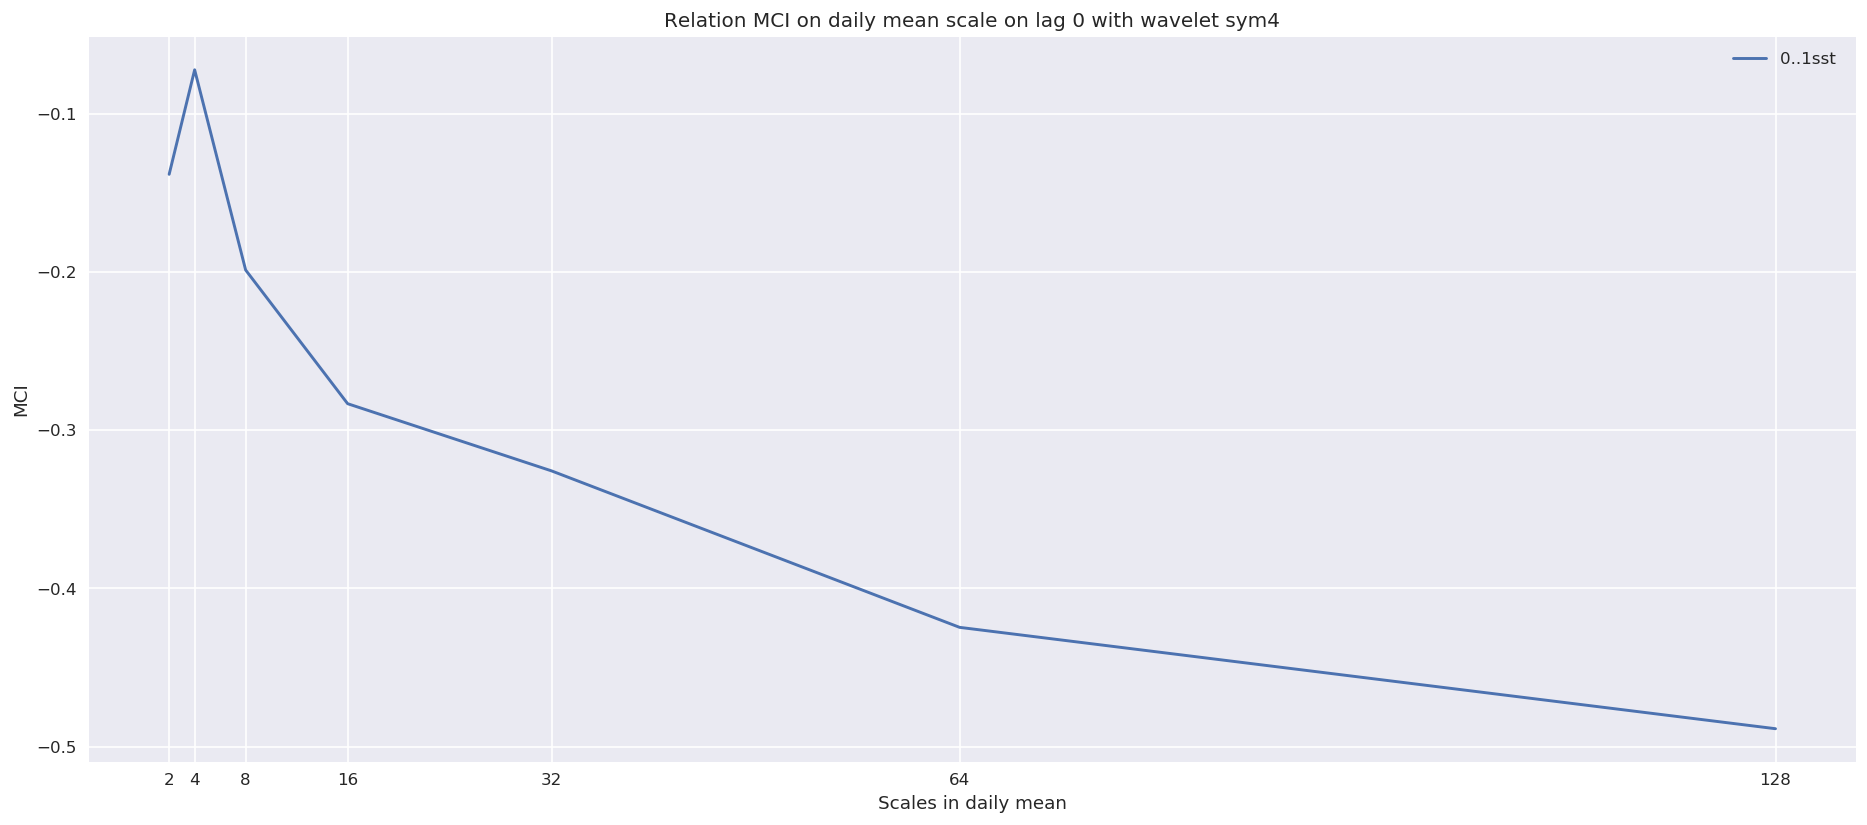 Relation MCI on daily mean scale on lag 0 with wavelet sym4
0..1sst
−0.1
−0.2
−0.3
−0.4
−0.5
MCI
2 4 8 16 32 64 128
Scales in daily mean